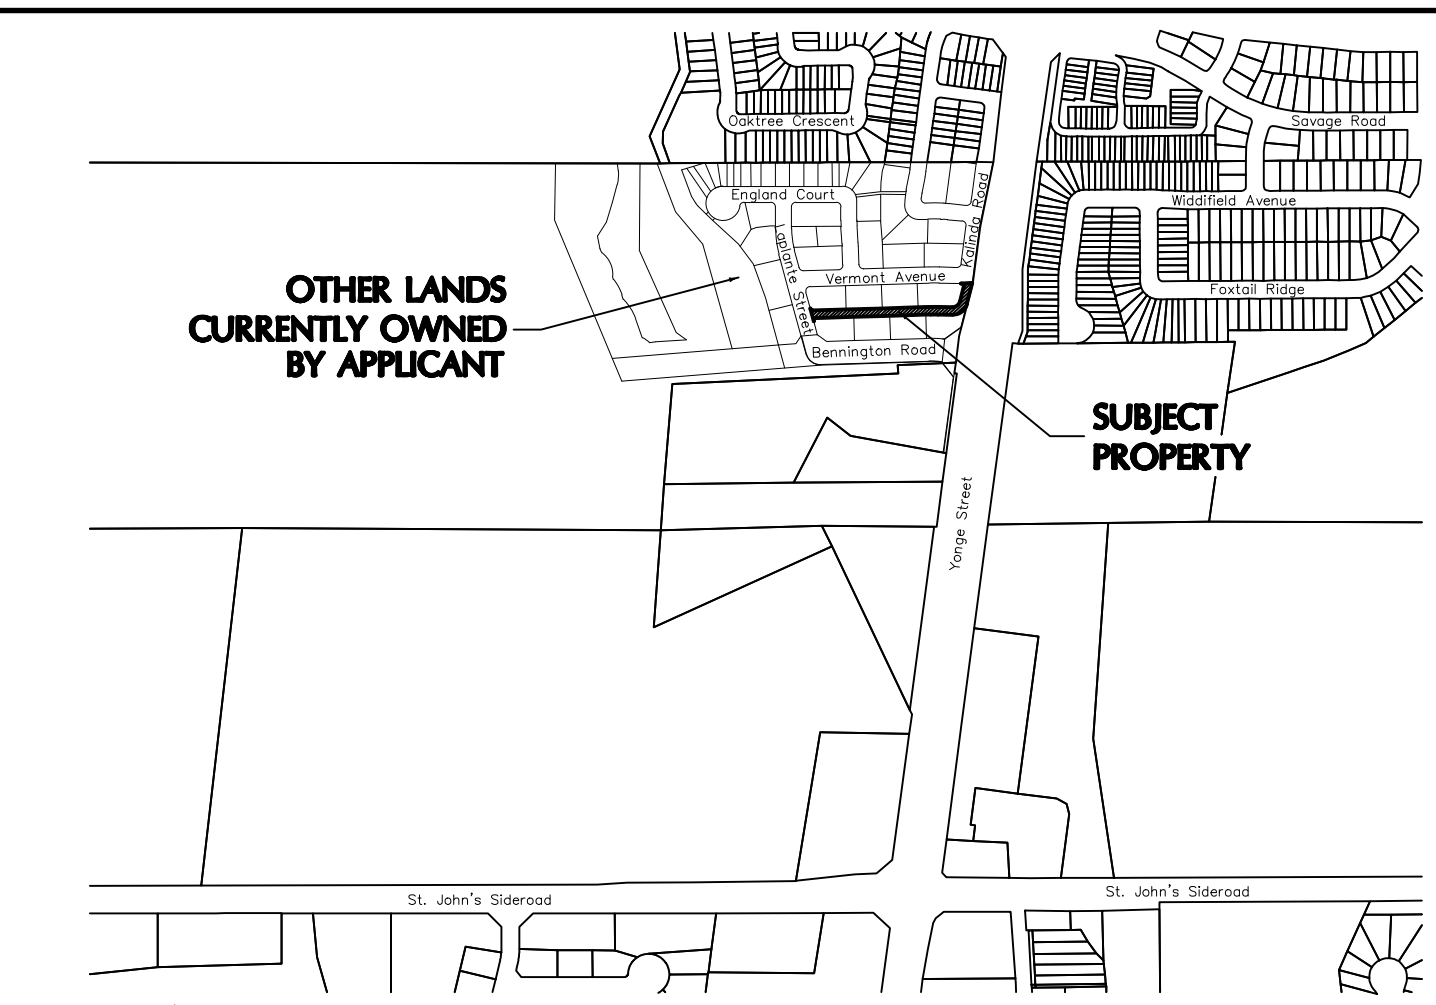 Oaktree Crescent
Savage Road
England Court
Kalinda Road
Widdifield Avenue
Laplante Street
Vermont Avenue
Foxtail Ridge
OTHER LANDS
CURRENTLY OWNED
BY APPLICANT
Bennington Road
SUBJECT
PROPERTY
Yonge Street
St. John's Sideroad
St. John's Sideroad